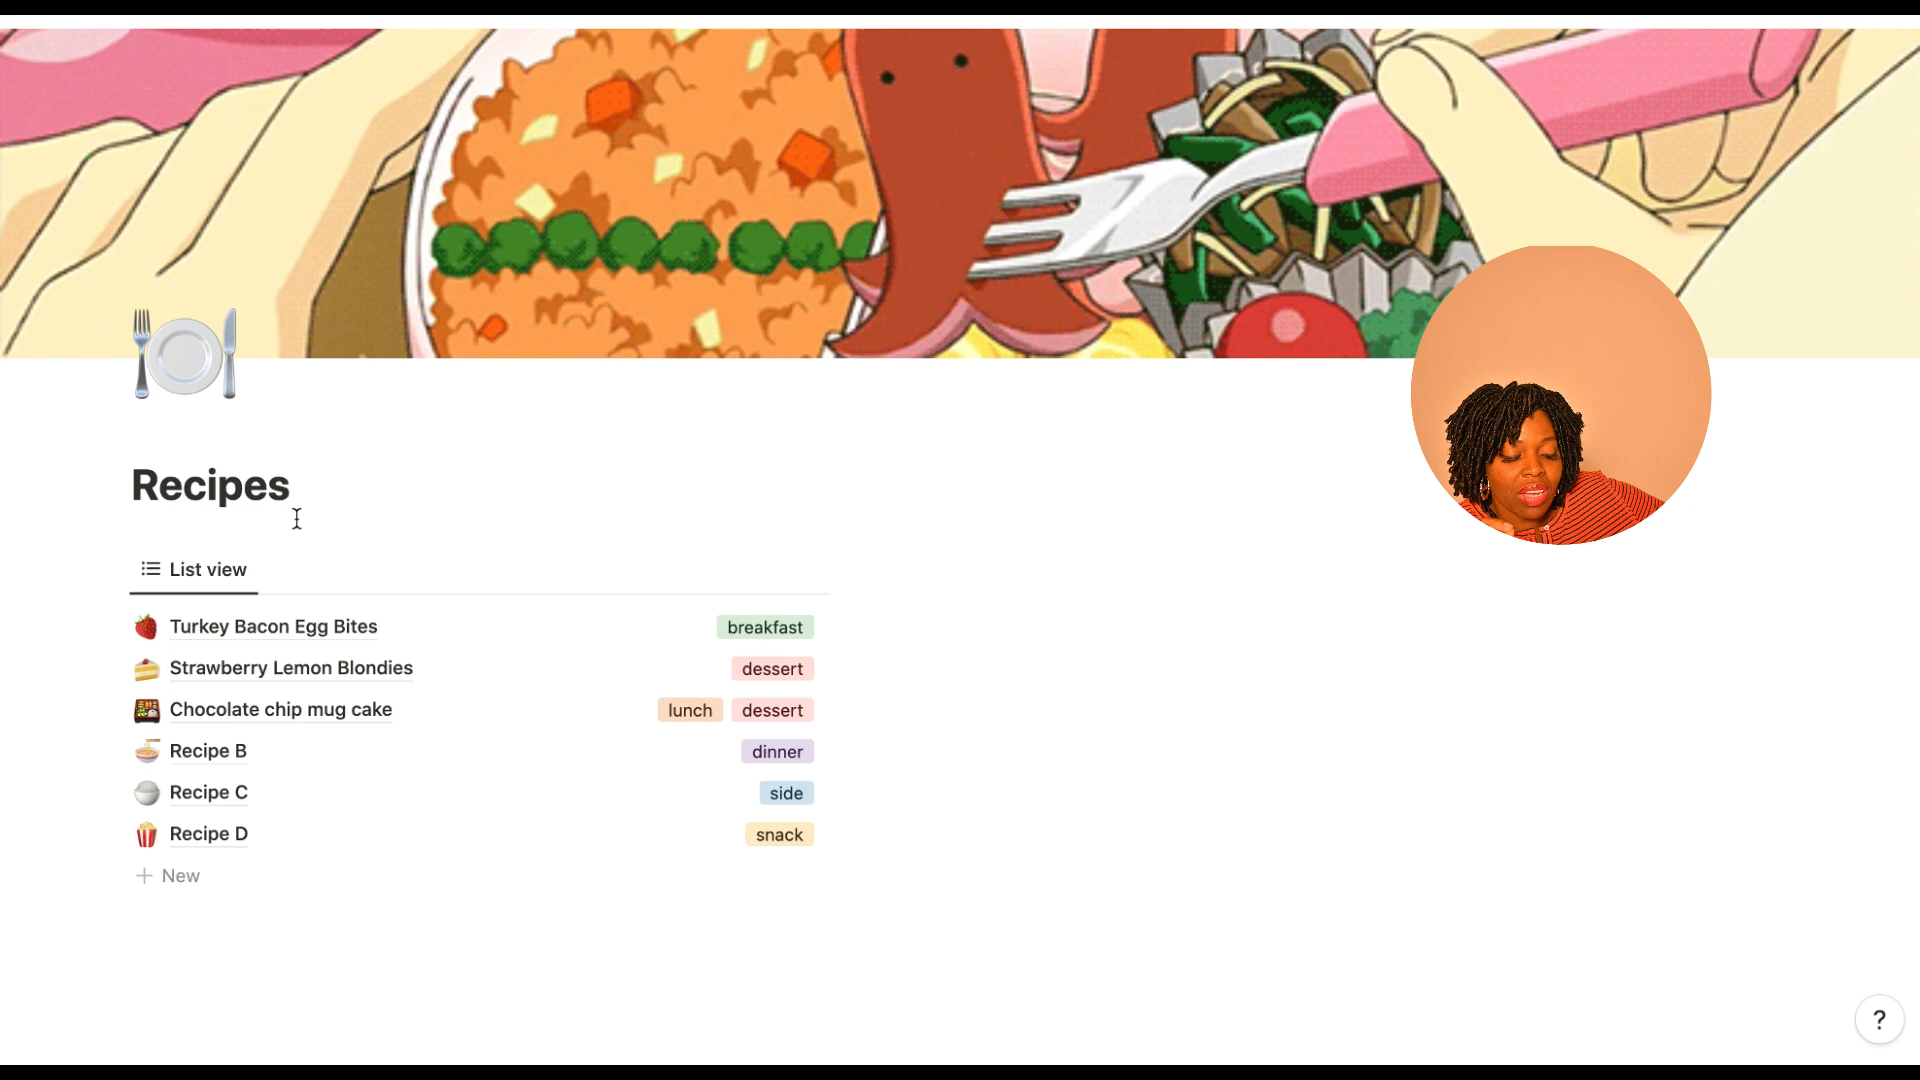 Recipes
List view
Turkey Bacon Egg Bites breakfast
Strawberry Lemon Blondies dessert
Chocolate chip mug cake lunch dessert
Recipe B dinner
Recipe C side
Recipe D snack
+ New
?